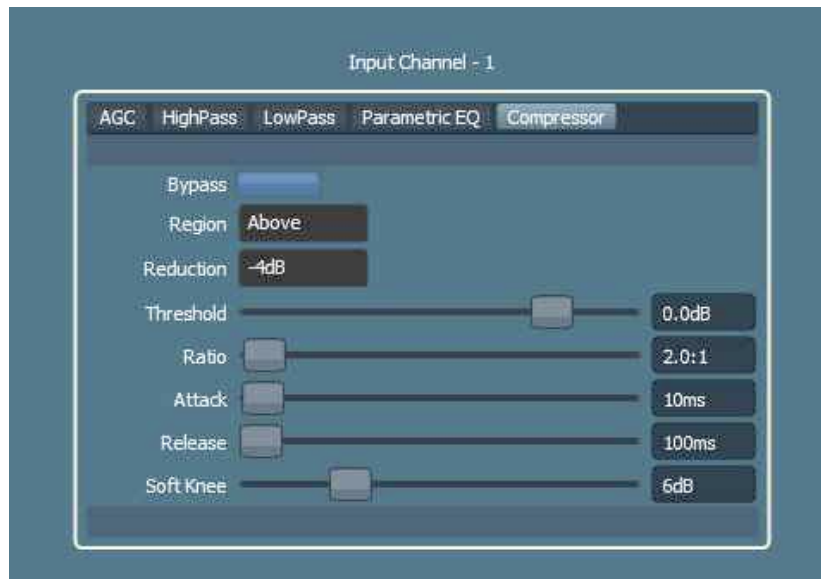 Input Channel - 1
AGC HighPass LowPass Parametric EQ Compressor
Bypass
Region Above
Reduction -4dB
Threshold 0.0dB
Ratio 2.0:1
Attack 10ms
Release 100ms
Soft Knee 6dB